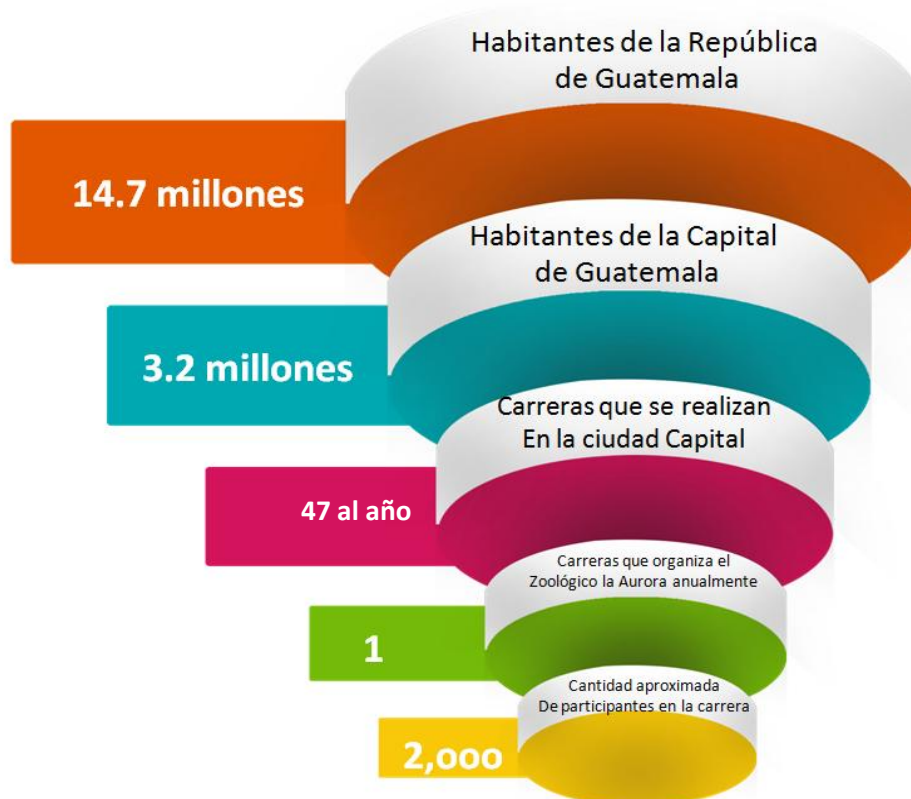 Habitantes de la República
de Guatemala
14.7 millones
Habitantes de la Capital
de Guatemala
3.2 millones
Carreras que se realizan
En la ciudad Capital
47 al año
Carreras que organiza el
Zoológico la Aurora anualmente
1
Cantidad aproximada
De participantes en la carrera
2,ooo